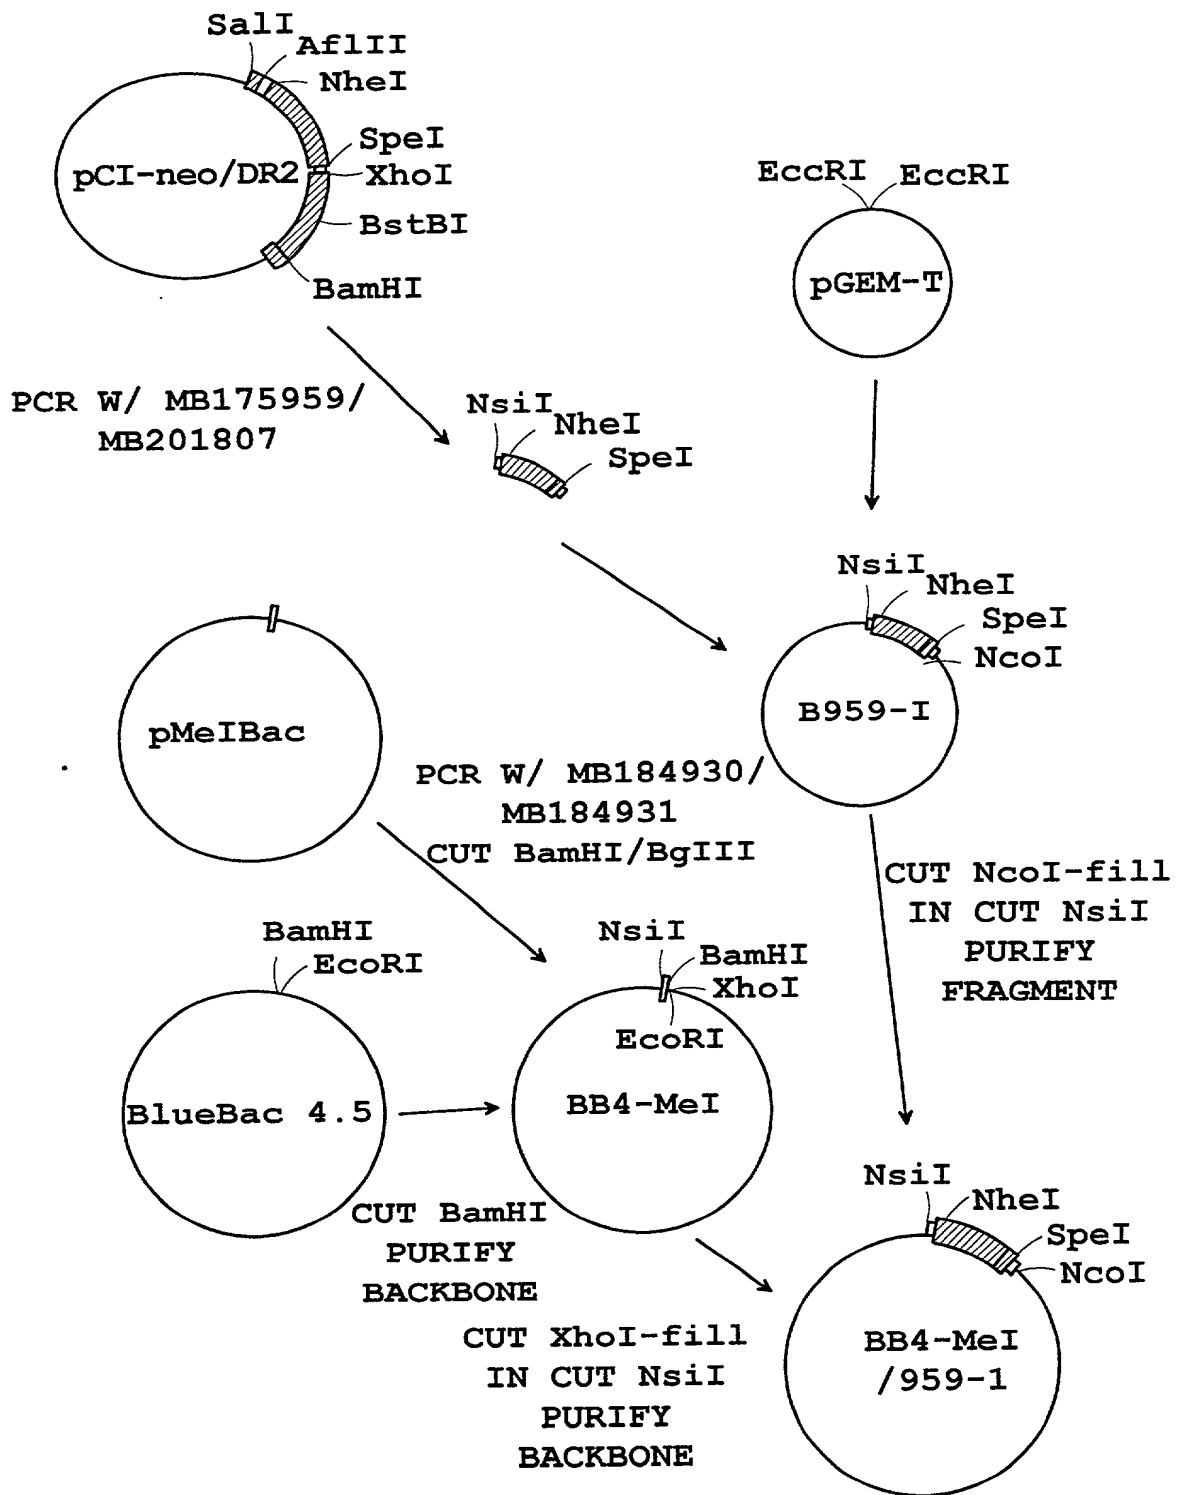 SalI
AflII
NheI
SpeI
pCI-neo/DR2
XhoI
BstBI
BamHI
EccRI
EccRI
pGEM-T
PCR W/ MB175959/
MB201807
NsiI
NheI
SpeI
NsiI
NheI
SpeI
NcoI
B959-I
pMeIBac
PCR W/ MB184930/
MB184931
CUT BamHI/BgIII
CUT NcoI-fill
IN CUT NsiI
PURIFY
FRAGMENT
BamHI
EcoRI
NsiI
BamHI
XhoI
EcoRI
BlueBac 4.5
BB4-MeI
CUT BamHI
PURIFY
BACKBONE
NsiI
NheI
SpeI
NcoI
CUT XhoI-fill
IN CUT NsiI
PURIFY
BACKBONE
BB4-MeI
/959-1